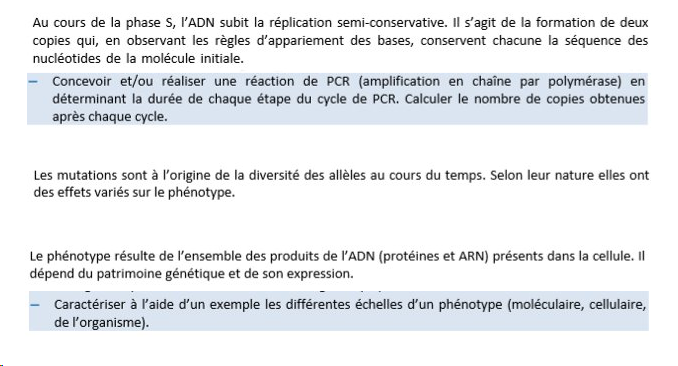 Au cours de la phase S, l’ADN subit la réplication semi-conservative. Il s’agit de la formation de deux
copies qui, en observant les règles d’appariement des bases, conservent chacune la séquence des
nucléotides de la molécule initiale.
– Concevoir et/ou réaliser une réaction de PCR (amplification en chaîne par polymérase) en
déterminant la durée de chaque étape du cycle de PCR. Calculer le nombre de copies obtenues
après chaque cycle.
Les mutations sont à l’origine de la diversité des allèles au cours du temps. Selon leur nature elles ont
des effets variés sur le phénotype.
Le phénotype résulte de l’ensemble des produits de l’ADN (protéines et ARN) présents dans la cellule. Il
dépend du patrimoine génétique et de son expression.
– Caractériser à l’aide d’un exemple les différentes échelles d’un phénotype (moléculaire, cellulaire,
de l’organisme).